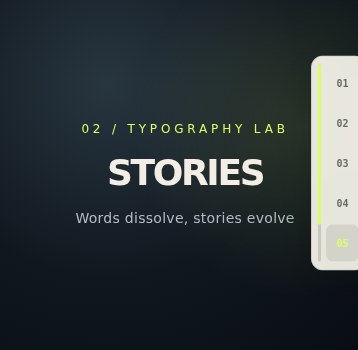 02 / TYPOGRAPHY LAB
STORIES
Words dissolve, stories evolve
01
02
03
04
05